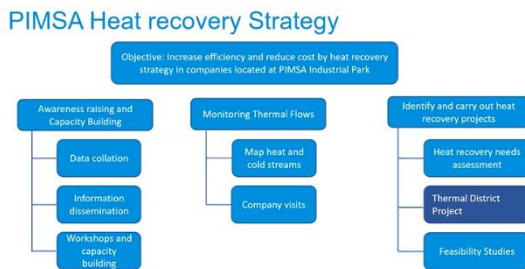 PIMSA Heat recovery Strategy
Objective: Increase efficiency and reduce cost by heat recovery
strategy in companies located at PIMSA Industrial Park
Awareness raising and
Capacity Building
Data collation
Information
dissemination
Workshops and
capacity
building
Monitoring Thermal Flows
Map heat and
cold streams
Company visits
Identify and carry out heat
recovery projects
Heat recovery needs
assessment
Thermal District
Project
Feasibility Studies